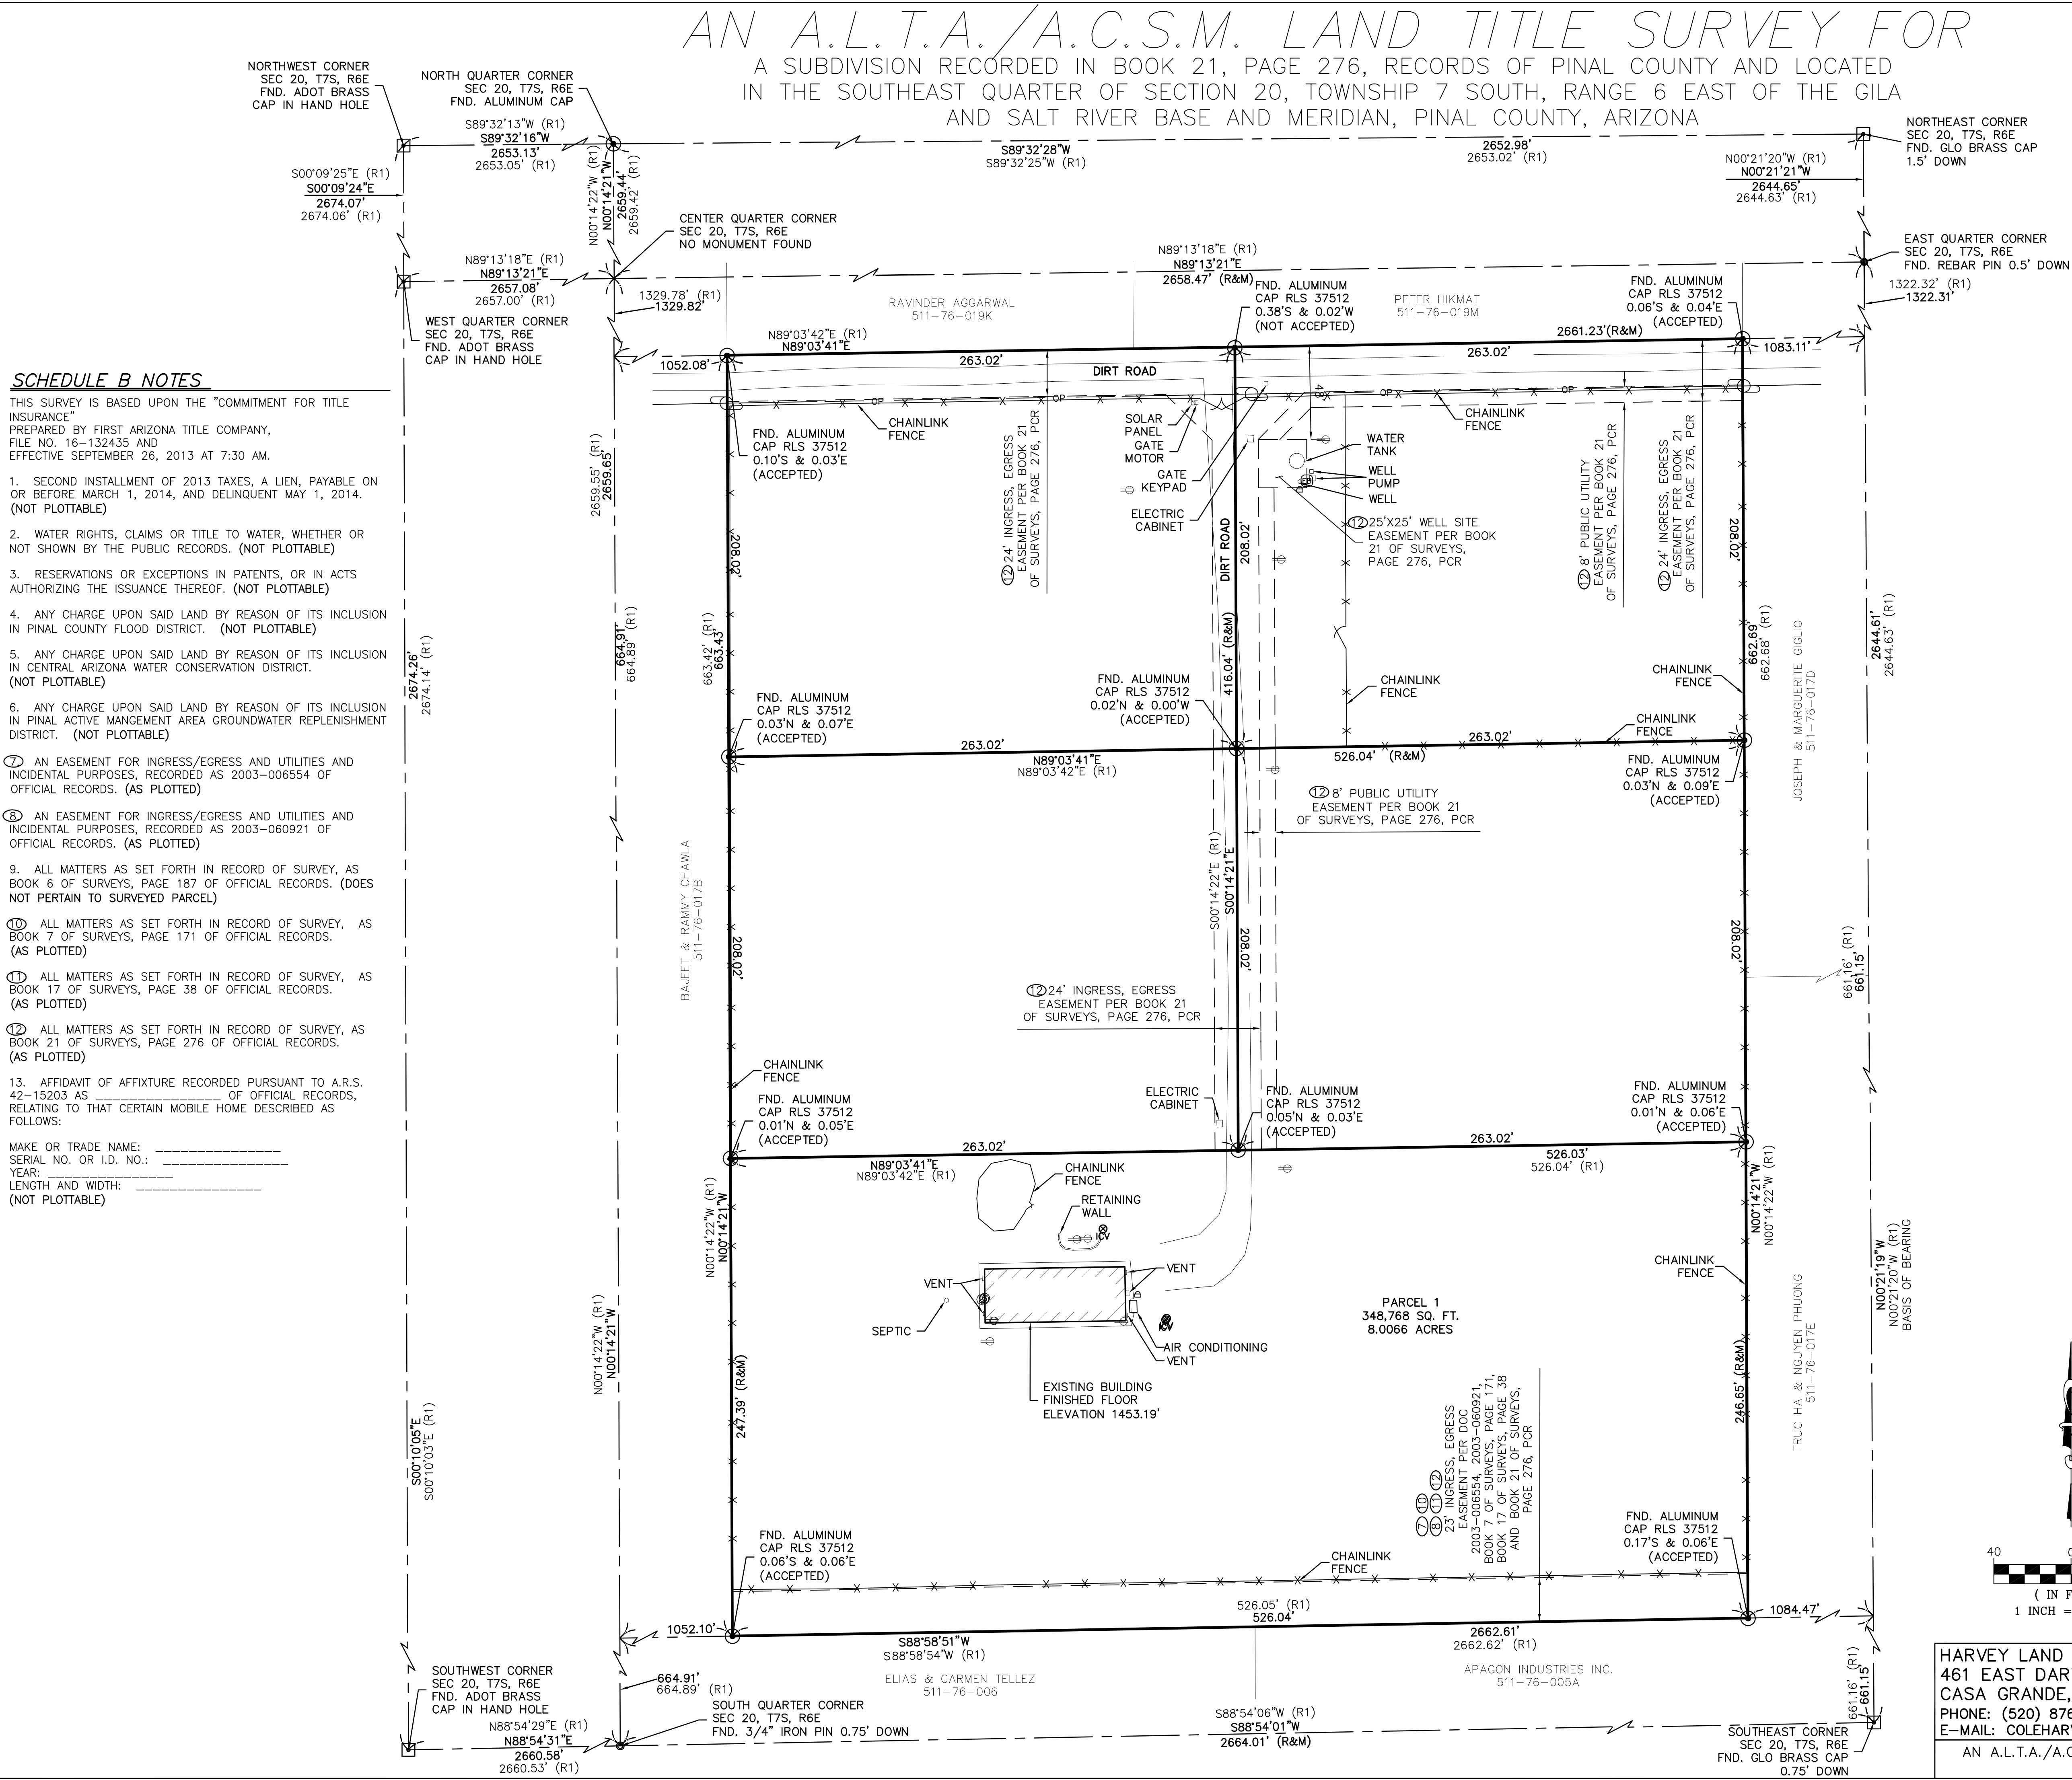 AN A.L.T.A./A.C.S.M. LAND TITLE SURVEY FOR
A SUBDIVISION RECORDED IN BOOK 21, PAGE 276, RECORDS OF PINAL COUNTY AND LOCATED
IN THE SOUTHEAST QUARTER OF SECTION 20, TOWNSHIP 7 SOUTH, RANGE 6 EAST OF THE GILA
AND SALT RIVER BASE AND MERIDIAN, PINAL COUNTY, ARIZONA
NORTHWEST CORNER
SEC 20, T7S, R6E
FND. ADOT BRASS
CAP IN HAND HOLE
NORTH QUARTER CORNER
SEC 20, T7S, R6E
FND. ALUMINUM CAP
S89°32'13"W (R1)
S89°32'16"W
2653.13'
2653.05' (R1)
S89°32'28"W
S89°32'25"W (R1)
2652.98'
2653.02' (R1)
NORTHEAST CORNER
SEC 20, T7S, R6E
FND. GLO BRASS CAP
1.5' DOWN
N00°21'20"W (R1)
N00°21'21"W
2644.65'
2644.63' (R1)
S00°09'25"E (R1)
S00°09'24"E
2674.07'
2674.06' (R1)
N00°14'22"W (R1)
N00°14'21"W
2659.44'
2659.42' (R1)
CENTER QUARTER CORNER
SEC 20, T7S, R6E
NO MONUMENT FOUND
EAST QUARTER CORNER
SEC 20, T7S, R6E
FND. REBAR PIN 0.5' DOWN
1322.32' (R1)
1322.31'
N89°13'18"E (R1)
N89°13'21"E
2657.08'
2657.00' (R1)
WEST QUARTER CORNER
SEC 20, T7S, R6E
FND. ADOT BRASS
CAP IN HAND HOLE
1329.78' (R1)
1329.82'
N89°13'18"E (R1)
N89°13'21"E
2658.47' (R&M)
RAVINDER AGGARWAL
511-76-019K
PETER HIKMAT
511-76-019M
FND. ALUMINUM
CAP RLS 37512
0.38'S & 0.02'W
(NOT ACCEPTED)
FND. ALUMINUM
CAP RLS 37512
0.06'S & 0.04'E
(ACCEPTED)
N89°03'42"E (R1)
N89°03'41"E
2661.23'(R&M)
1052.08'
263.02'
263.02'
1083.11'
DIRT ROAD
48'
OP
OP
OP
OP
CHAINLINK
FENCE
CHAINLINK
FENCE
FND. ALUMINUM
CAP RLS 37512
0.10'S & 0.03'E
(ACCEPTED)
SOLAR
PANEL
GATE
MOTOR
GATE
KEYPAD
ELECTRIC
CABINET
WATER
TANK
WELL
PUMP
WELL
12 25'X25' WELL SITE
EASEMENT PER BOOK
21 OF SURVEYS,
PAGE 276, PCR
12 24' INGRESS, EGRESS
EASEMENT PER BOOK 21
OF SURVEYS, PAGE 276, PCR
12 8' PUBLIC UTILITY
EASEMENT PER BOOK 21
OF SURVEYS, PAGE 276, PCR
12 24' INGRESS, EGRESS
EASEMENT PER BOOK 21
OF SURVEYS, PAGE 276, PCR
SCHEDULE B NOTES
THIS SURVEY IS BASED UPON THE "COMMITMENT FOR TITLE
INSURANCE"
PREPARED BY FIRST ARIZONA TITLE COMPANY,
FILE NO. 16-132435 AND
EFFECTIVE SEPTEMBER 26, 2013 AT 7:30 AM.
1. SECOND INSTALLMENT OF 2013 TAXES, A LIEN, PAYABLE ON
OR BEFORE MARCH 1, 2014, AND DELINQUENT MAY 1, 2014.
(NOT PLOTTABLE)
2. WATER RIGHTS, CLAIMS OR TITLE TO WATER, WHETHER OR
NOT SHOWN BY THE PUBLIC RECORDS. (NOT PLOTTABLE)
3. RESERVATIONS OR EXCEPTIONS IN PATENTS, OR IN ACTS
AUTHORIZING THE ISSUANCE THEREOF. (NOT PLOTTABLE)
4. ANY CHARGE UPON SAID LAND BY REASON OF ITS INCLUSION
IN PINAL COUNTY FLOOD DISTRICT. (NOT PLOTTABLE)
5. ANY CHARGE UPON SAID LAND BY REASON OF ITS INCLUSION
IN CENTRAL ARIZONA WATER CONSERVATION DISTRICT.
(NOT PLOTTABLE)
6. ANY CHARGE UPON SAID LAND BY REASON OF ITS INCLUSION
IN PINAL ACTIVE MANGEMENT AREA GROUNDWATER REPLENISHMENT
DISTRICT. (NOT PLOTTABLE)
7 AN EASEMENT FOR INGRESS/EGRESS AND UTILITIES AND
INCIDENTAL PURPOSES, RECORDED AS 2003-006554 OF
OFFICIAL RECORDS. (AS PLOTTED)
8 AN EASEMENT FOR INGRESS/EGRESS AND UTILITIES AND
INCIDENTAL PURPOSES, RECORDED AS 2003-060921 OF
OFFICIAL RECORDS. (AS PLOTTED)
9. ALL MATTERS AS SET FORTH IN RECORD OF SURVEY, AS
BOOK 6 OF SURVEYS, PAGE 187 OF OFFICIAL RECORDS. (DOES
NOT PERTAIN TO SURVEYED PARCEL)
10 ALL MATTERS AS SET FORTH IN RECORD OF SURVEY, AS
BOOK 7 OF SURVEYS, PAGE 171 OF OFFICIAL RECORDS.
(AS PLOTTED)
11 ALL MATTERS AS SET FORTH IN RECORD OF SURVEY, AS
BOOK 17 OF SURVEYS, PAGE 38 OF OFFICIAL RECORDS.
(AS PLOTTED)
12 ALL MATTERS AS SET FORTH IN RECORD OF SURVEY, AS
BOOK 21 OF SURVEYS, PAGE 276 OF OFFICIAL RECORDS.
(AS PLOTTED)
13. AFFIDAVIT OF AFFIXTURE RECORDED PURSUANT TO A.R.S.
42-15203 AS _______________ OF OFFICIAL RECORDS,
RELATING TO THAT CERTAIN MOBILE HOME DESCRIBED AS
FOLLOWS:
MAKE OR TRADE NAME: _______________
SERIAL NO. OR I.D. NO.: _______________
YEAR: _______________
LENGTH AND WIDTH: _______________
(NOT PLOTTABLE)
2659.55' (R1)
2659.65'
664.91'
664.89' (R1)
2674.26'
2674.14' (R1)
208.02'
663.42' (R1)
663.43'
DIRT ROAD
208.02'
416.04' (R&M)
208.02'
662.69'
662.68' (R1)
JOSEPH & MARGUERITE GIGLIO
511-76-017D
2644.61'
2644.63' (R1)
CHAINLINK
FENCE
CHAINLINK
FENCE
CHAINLINK
FENCE
FND. ALUMINUM
CAP RLS 37512
0.03'N & 0.07'E
(ACCEPTED)
FND. ALUMINUM
CAP RLS 37512
0.02'N & 0.00'W
(ACCEPTED)
263.02'
N89°03'41"E
N89°03'42"E (R1)
263.02'
526.04' (R&M)
FND. ALUMINUM
CAP RLS 37512
0.03'N & 0.09'E
(ACCEPTED)
12 8' PUBLIC UTILITY
EASEMENT PER BOOK 21
OF SURVEYS, PAGE 276, PCR
BAJEET & RAMMY CHAWLA
511-76-017B
208.02'
S00°14'22"E (R1)
S00°14'21"E
208.02'
208.02'
661.16' (R1)
661.15'
12 24' INGRESS, EGRESS
EASEMENT PER BOOK 21
OF SURVEYS, PAGE 276, PCR
CHAINLINK
FENCE
FND. ALUMINUM
CAP RLS 37512
0.01'N & 0.05'E
(ACCEPTED)
ELECTRIC
CABINET
FND. ALUMINUM
CAP RLS 37512
0.05'N & 0.03'E
(ACCEPTED)
FND. ALUMINUM
CAP RLS 37512
0.01'N & 0.06'E
(ACCEPTED)
263.02'
N89°03'41"E
N89°03'42"E (R1)
263.02'
526.03'
526.04' (R1)
N00°14'22"W (R1)
N00°14'21"W
CHAINLINK
FENCE
RETAINING
WALL
ICV
VENT
VENT
SEPTIC
ICV
AIR CONDITIONING
VENT
EXISTING BUILDING
FINISHED FLOOR
ELEVATION 1453.19'
PARCEL 1
348,768 SQ. FT.
8.0066 ACRES
N00°14'21"W
N00°14'22"W (R1)
CHAINLINK
FENCE
TRUC HA & NGUYEN PHUONG
511-76-017E
N00°21'19"W
N00°21'20"W (R1)
BASIS OF BEARING
N00°14'22"W (R1)
N00°14'21"W
247.39' (R&M)
246.65' (R&M)
S00°10'05"E
S00°10'03"E (R1)
7 10
8 11 12
23' INGRESS, EGRESS
EASEMENT PER DOC
2003-006554, 2003-060921,
BOOK 7 OF SURVEYS, PAGE 171,
BOOK 17 OF SURVEYS, PAGE 38
AND BOOK 21 OF SURVEYS,
PAGE 276, PCR
FND. ALUMINUM
CAP RLS 37512
0.06'S & 0.06'E
(ACCEPTED)
CHAINLINK
FENCE
FND. ALUMINUM
CAP RLS 37512
0.17'S & 0.06'E
(ACCEPTED)
1052.10'
526.05' (R1)
526.04'
1084.47'
S88°58'51"W
S88°58'54"W (R1)
2662.61'
2662.62' (R1)
ELIAS & CARMEN TELLEZ
511-76-006
APAGON INDUSTRIES INC.
511-76-005A
SOUTHWEST CORNER
SEC 20, T7S, R6E
FND. ADOT BRASS
CAP IN HAND HOLE
664.91'
664.89' (R1)
SOUTH QUARTER CORNER
SEC 20, T7S, R6E
FND. 3/4" IRON PIN 0.75' DOWN
N88°54'29"E (R1)
N88°54'31"E
2660.58'
2660.53' (R1)
S88°54'06"W (R1)
S88°54'01"W
2664.01' (R&M)
661.16' (R1)
661.15'
SOUTHEAST CORNER
SEC 20, T7S, R6E
FND. GLO BRASS CAP
0.75' DOWN
40
0
( IN F
1 INCH =
HARVEY LAND
461 EAST DAR
CASA GRANDE,
PHONE: (520) 876
E-MAIL: COLEHAR
AN A.L.T.A./A.C